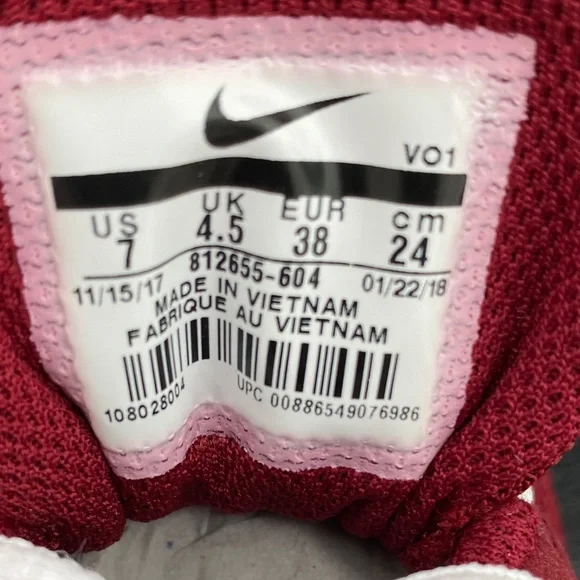 VO1
US UK EUR cm
7 4.5 38 24
812655-604
11/15/17 01/22/18
MADE IN VIETNAM
FABRIQUE AU VIETNAM
108028004 UPC 00886549076986